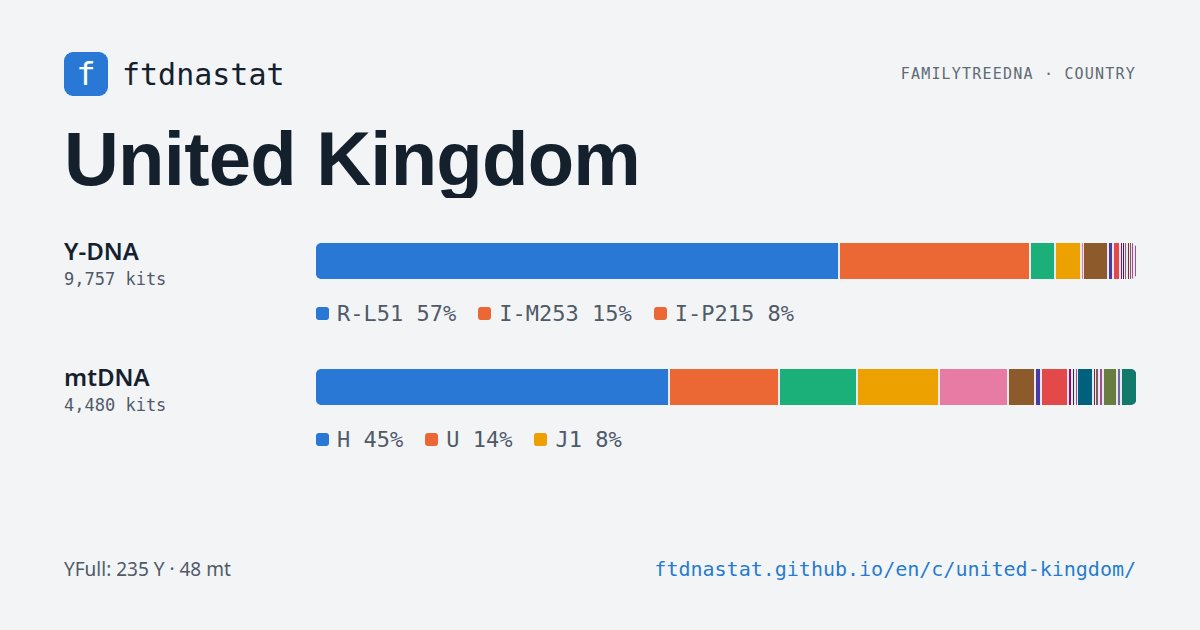 f ftdnastat
FAMILYTREEDNA · COUNTRY
United Kingdom
Y-DNA
9,757 kits
R-L51 57% I-M253 15% I-P215 8%
mtDNA
4,480 kits
H 45% U 14% J1 8%
YFull: 235 Y · 48 mt
ftdnastat.github.io/en/c/united-kingdom/